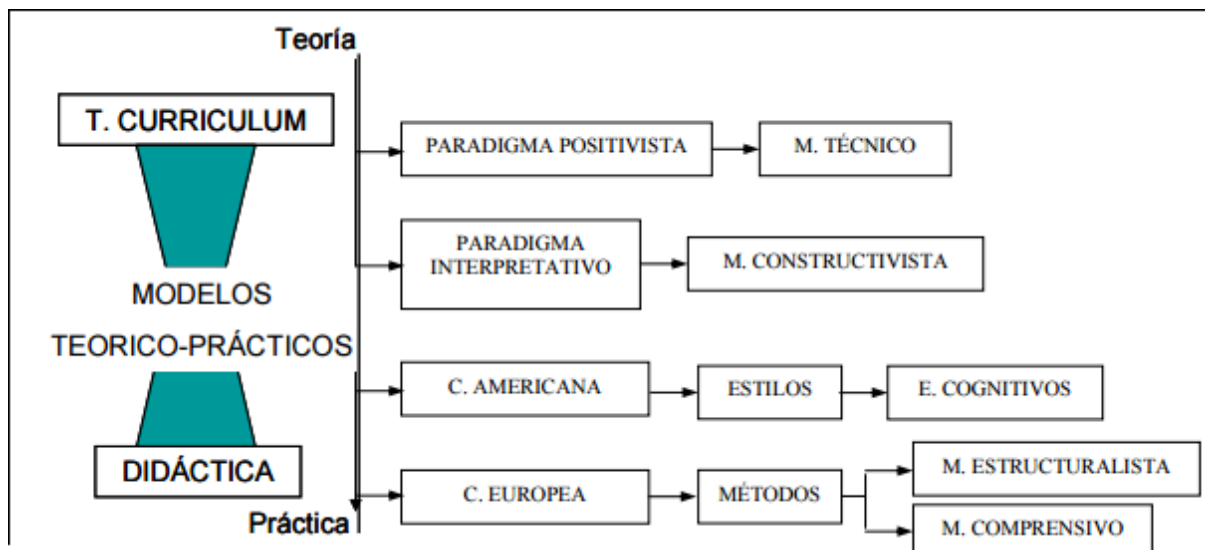 Teoría
T. CURRICULUM
PARADIGMA POSITIVISTA
M. TÉCNICO
PARADIGMA
INTERPRETATIVO
M. CONSTRUCTIVISTA
MODELOS
TEORICO-PRÁCTICOS
C. AMERICANA
ESTILOS
E. COGNITIVOS
DIDÁCTICA
C. EUROPEA
MÉTODOS
M. ESTRUCTURALISTA
M. COMPRENSIVO
Práctica